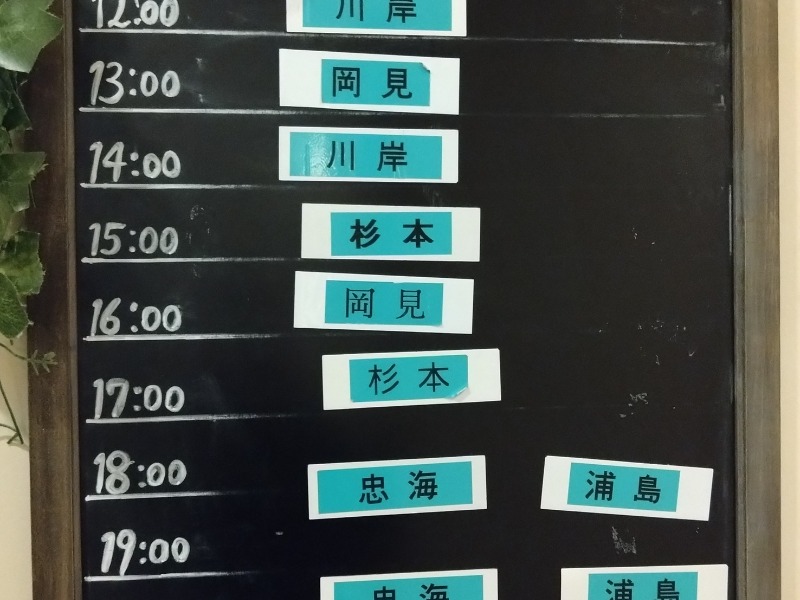 12:00 川岸
13:00 岡見
14:00 川岸
15:00 杉本
16:00 岡見
17:00 杉本
18:00 忠海 浦島
19:00
忠海 浦島